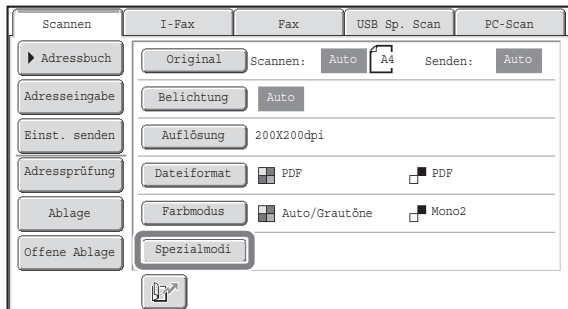 Scannen I-Fax Fax USB Sp. Scan PC-Scan
Adressbuch Original Scannen: Auto A4 Senden: Auto
Adresseingabe Belichtung Auto
Einst. senden Auflösung 200X200dpi
Adressprüfung Dateiformat PDF PDF
Ablage Farbmodus Auto/Grautöne Mono2
Offene Ablage Spezialmodi